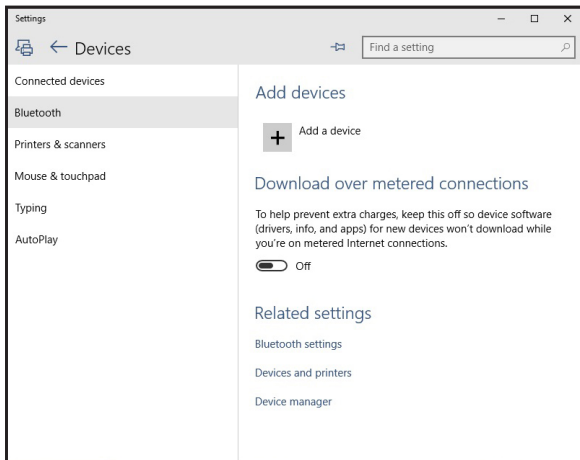 Settings
Devices
Find a setting
Connected devices
Bluetooth
Printers & scanners
Mouse & touchpad
Typing
AutoPlay
Add devices
Add a device
Download over metered connections
To help prevent extra charges, keep this off so device software
(drivers, info, and apps) for new devices won't download while
you're on metered Internet connections.
Off
Related settings
Bluetooth settings
Devices and printers
Device manager